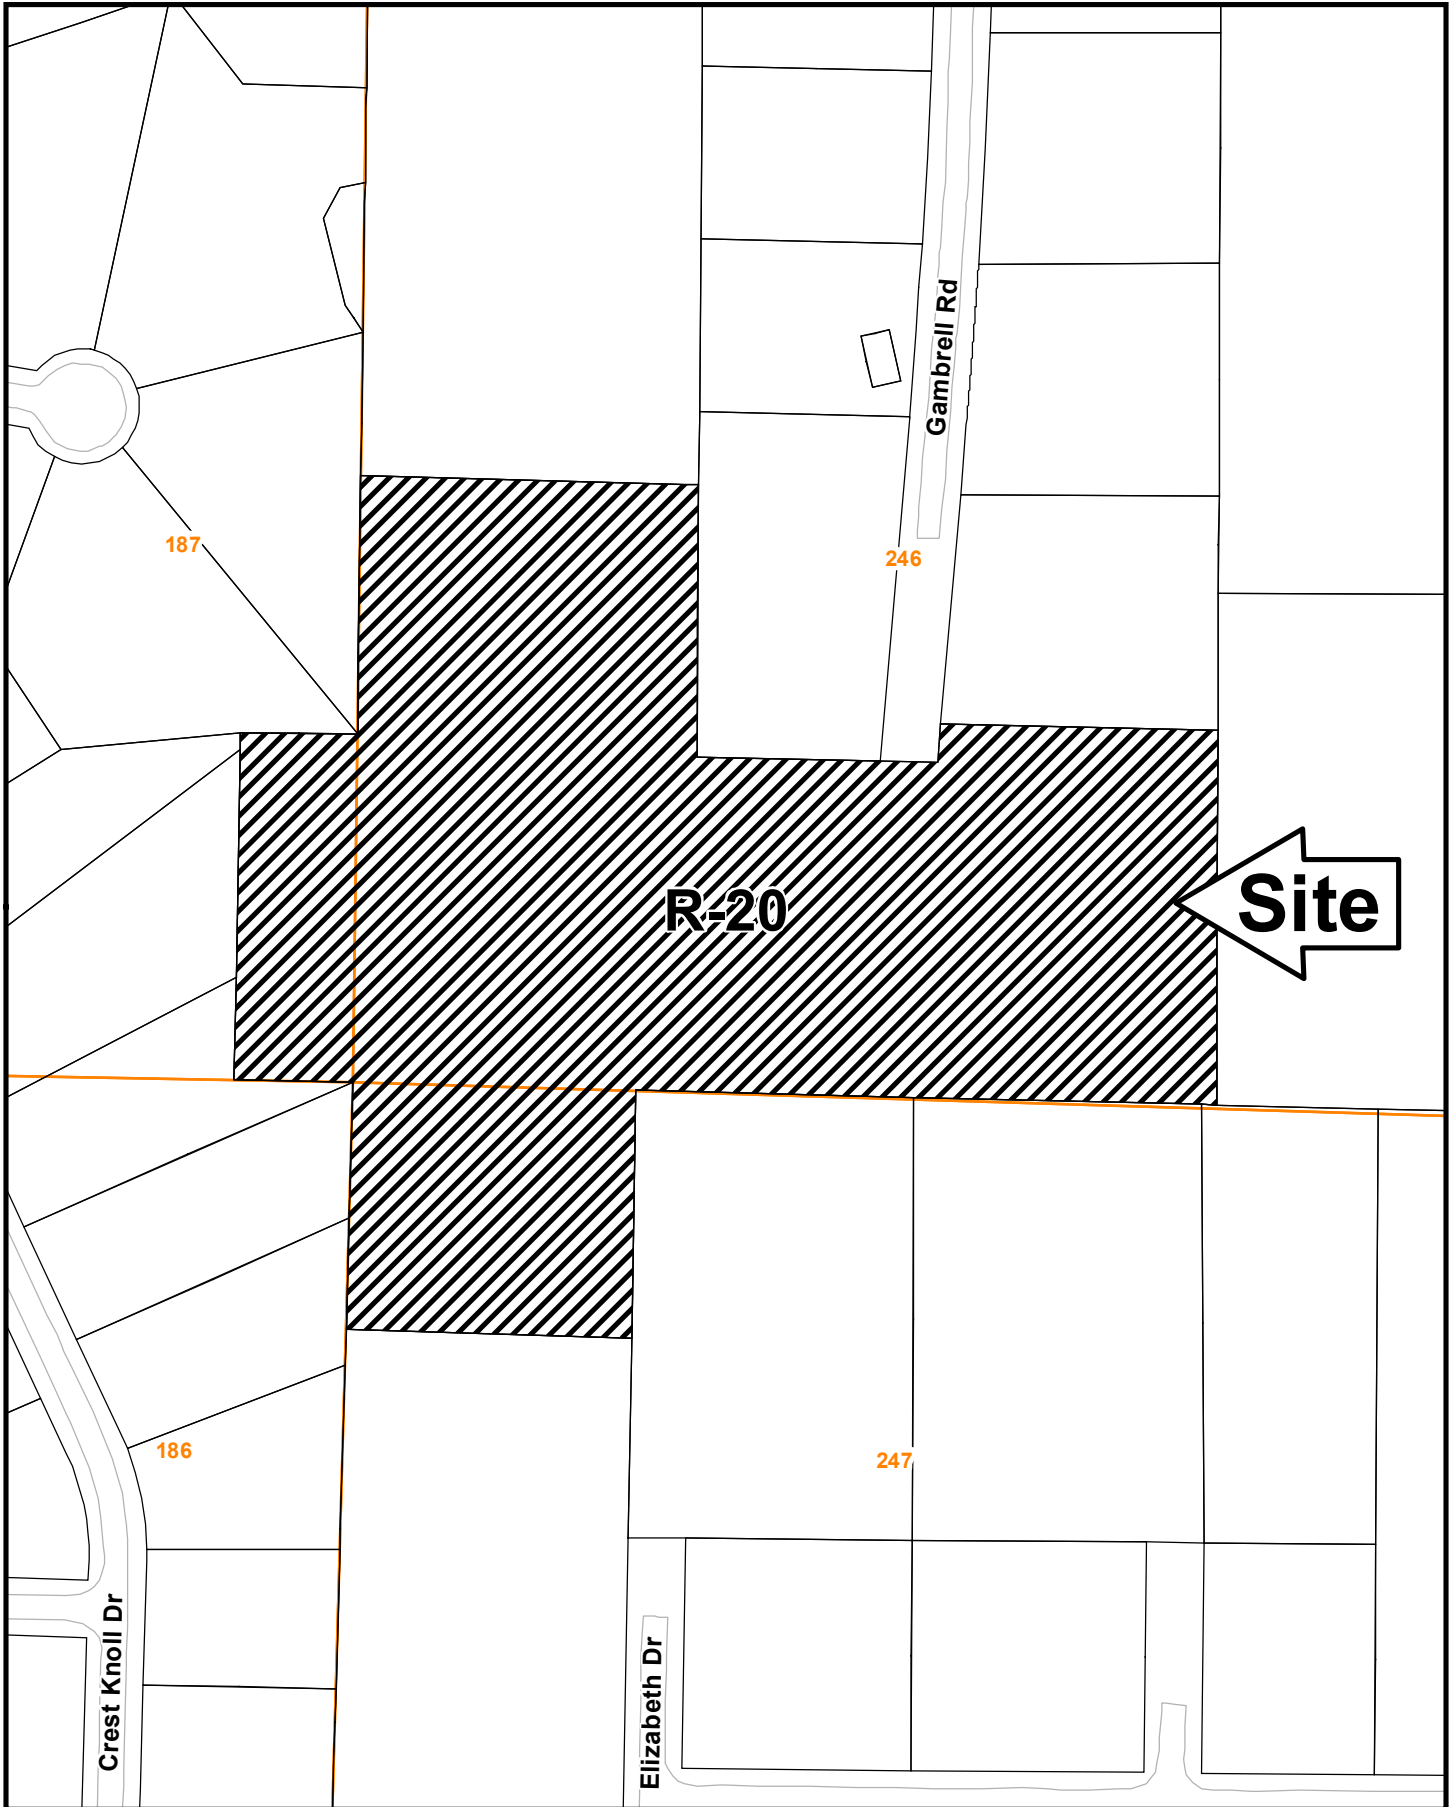 Gambrell Rd
187
246
R-20
Site
186
247
Crest Knoll Dr
Elizabeth Dr